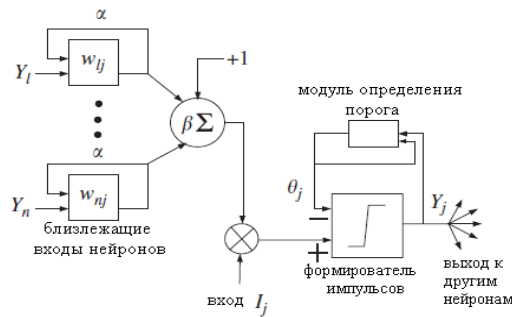 α
Y_l
w_lj
+1
β Σ
α
Y_n
w_nj
близлежащие
входы нейронов
модуль определения
порога
θ_j
Y_j
−
+
формирователь
импульсов
вход I_j
выход к
другим
нейронам